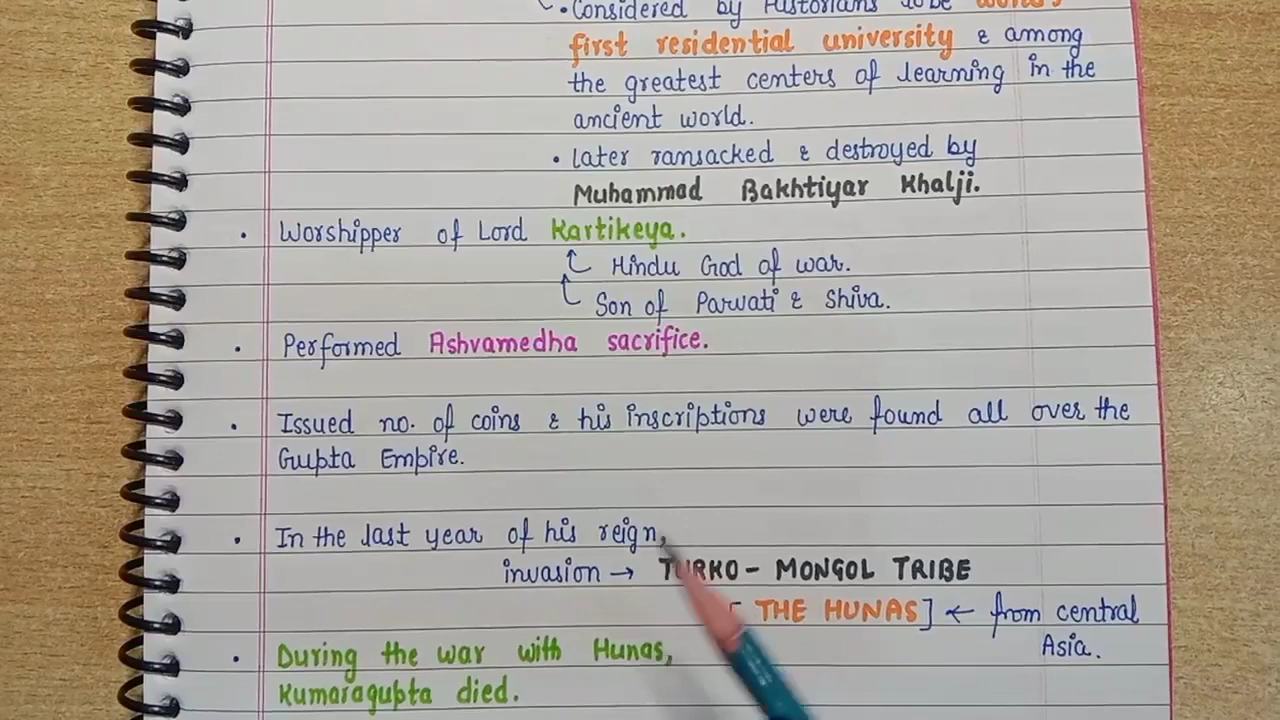 • Considered by Historians to be world's
first residential university & among
the greatest centers of learning in the
ancient world.
• Later ransacked & destroyed by
Muhammad Bakhtiyar Khalji.
• Worshipper of Lord Kartikeya.
Hindu God of war.
Son of Parvati & Shiva.
• Performed Ashvamedha sacrifice.
• Issued no. of coins & his inscriptions were found all over the
Gupta Empire.
• In the last year of his reign,
invasion → TURKO - MONGOL TRIBE
[ THE HUNAS] ← from central
Asia.
• During the war with Hunas,
Kumaragupta died.